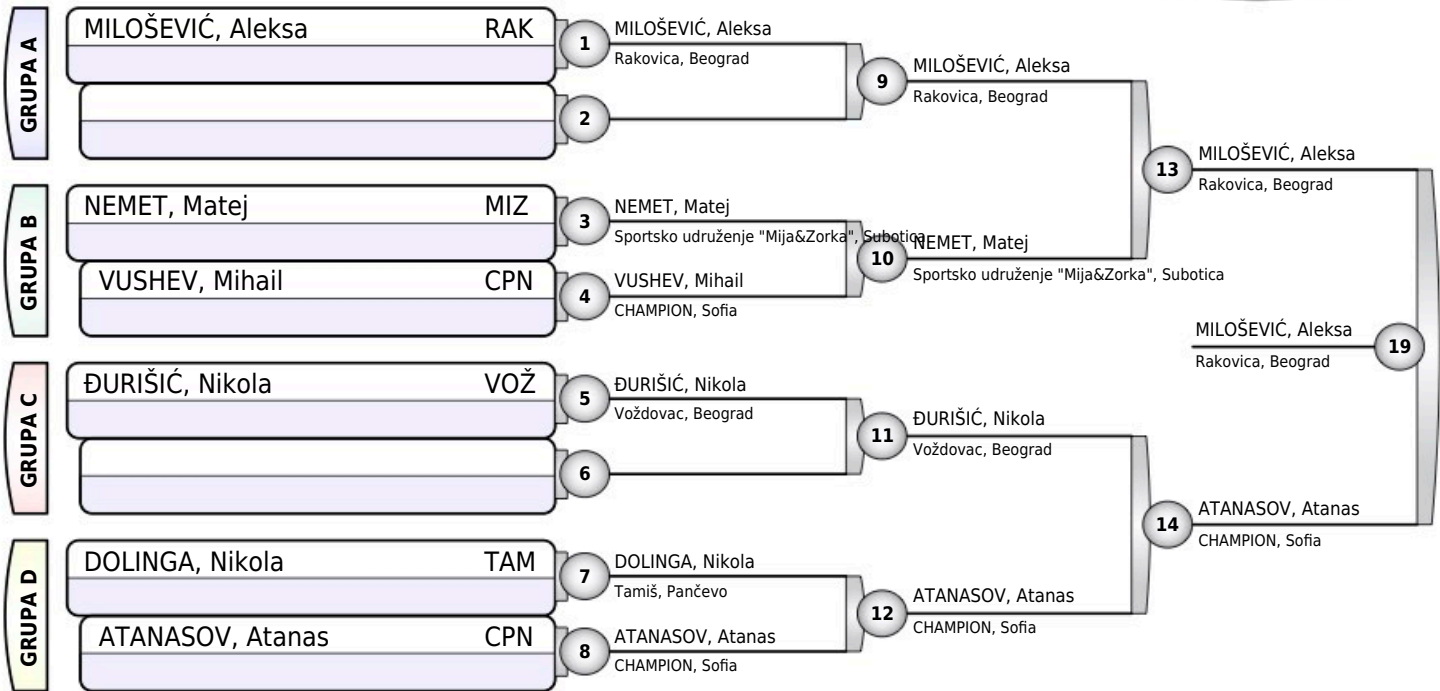 GRUPA A
MILOŠEVIĆ, Aleksa RAK
1
2
MILOŠEVIĆ, Aleksa
Rakovica, Beograd
9
MILOŠEVIĆ, Aleksa
Rakovica, Beograd
GRUPA B
NEMET, Matej MIZ
VUSHEV, Mihail CPN
3
4
NEMET, Matej
Sportsko udruženje "Mija&Zorka", Subotica
VUSHEV, Mihail
CHAMPION, Sofia
10
NEMET, Matej
Sportsko udruženje "Mija&Zorka", Subotica
13
MILOŠEVIĆ, Aleksa
Rakovica, Beograd
GRUPA C
ĐURIŠIĆ, Nikola VOŽ
5
6
ĐURIŠIĆ, Nikola
Voždovac, Beograd
11
ĐURIŠIĆ, Nikola
Voždovac, Beograd
GRUPA D
DOLINGA, Nikola TAM
ATANASOV, Atanas CPN
7
8
DOLINGA, Nikola
Tamiš, Pančevo
ATANASOV, Atanas
CHAMPION, Sofia
12
ATANASOV, Atanas
CHAMPION, Sofia
14
ATANASOV, Atanas
CHAMPION, Sofia
MILOŠEVIĆ, Aleksa
Rakovica, Beograd
19